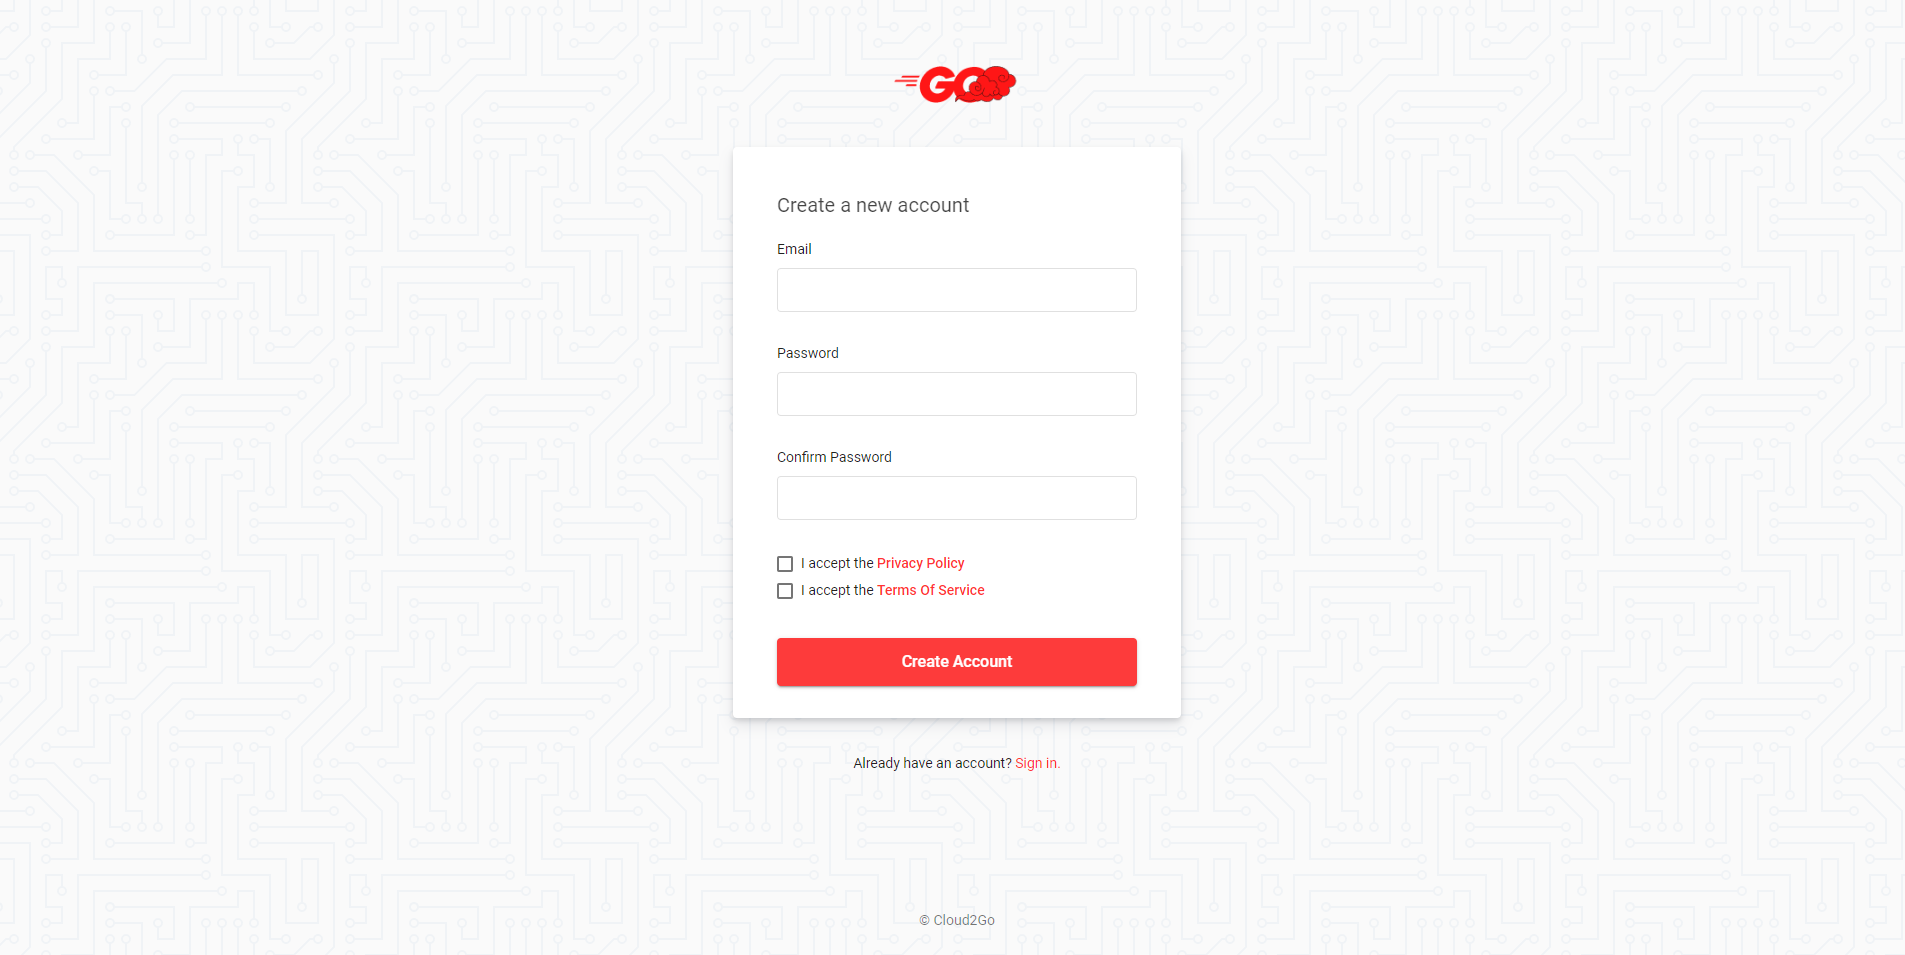 GO
Create a new account
Email
Password
Confirm Password
I accept the Privacy Policy
I accept the Terms Of Service
Create Account
Already have an account? Sign in.
© Cloud2Go